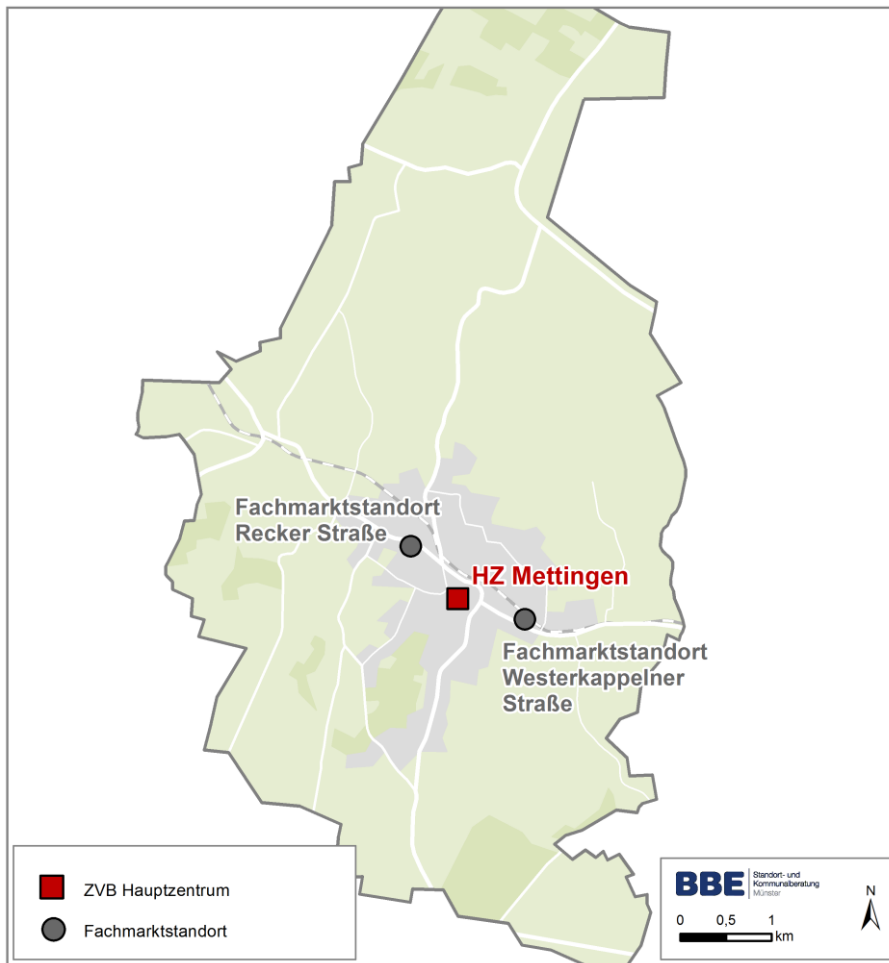 Fachmarktstandort
Recker Straße
HZ Mettingen
Fachmarktstandort
Westerkappelner
Straße
ZVB Hauptzentrum
Fachmarktstandort
BBE Standort- und
Kommunalberatung
Münster
N
0 0,5 1
km